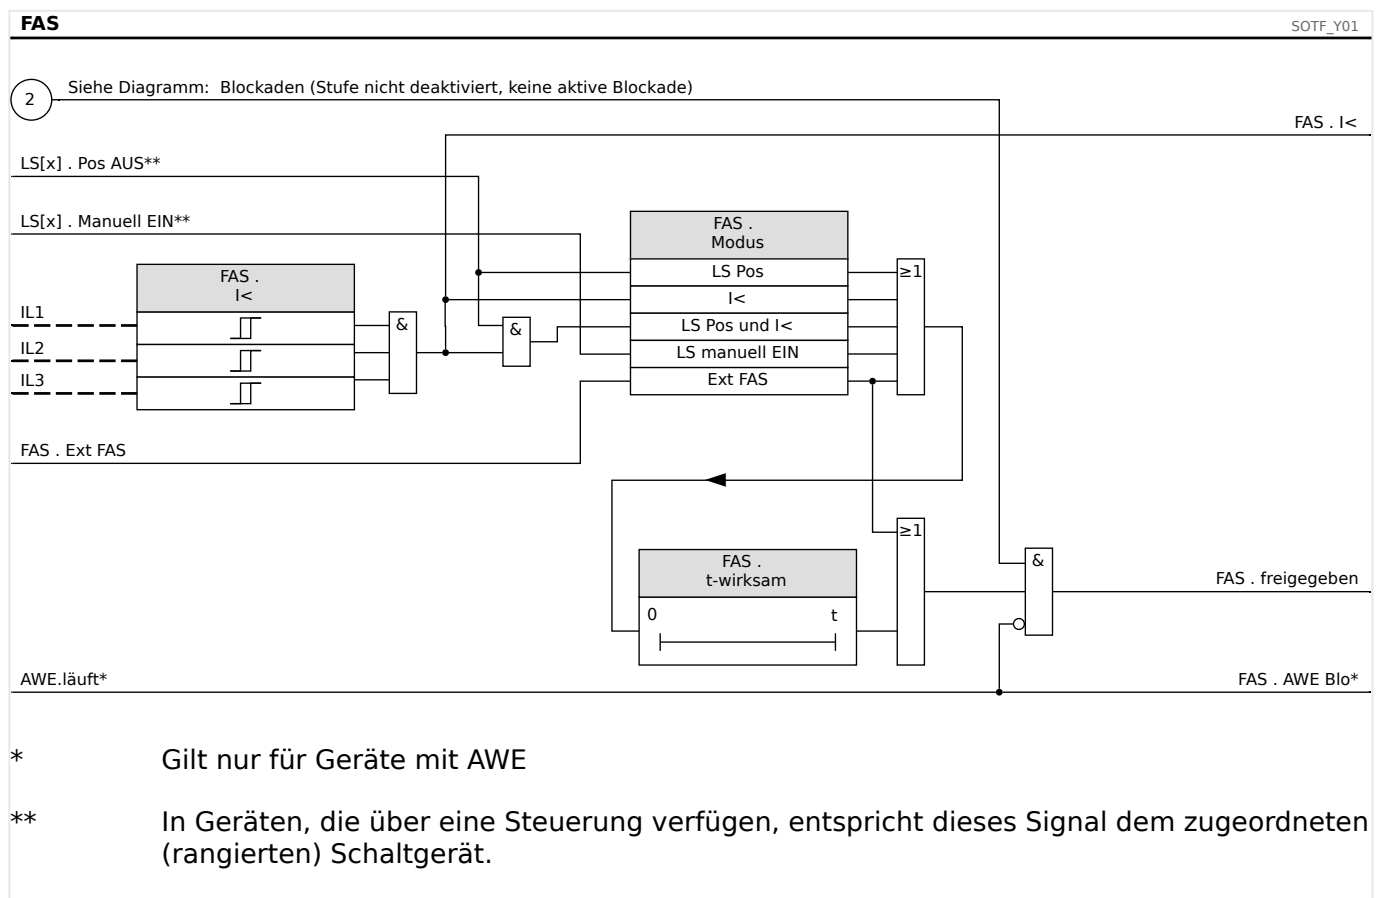 FAS
SOTF_Y01
2
Siehe Diagramm: Blockaden (Stufe nicht deaktiviert, keine aktive Blockade)
FAS . I<
LS[x] . Pos AUS**
LS[x] . Manuell EIN**
FAS .
Modus
LS Pos
I<
LS Pos und I<
LS manuell EIN
Ext FAS
≥1
FAS .
I<
IL1
IL2
IL3
&
&
FAS . Ext FAS
≥1
FAS .
t-wirksam
0
t
&
FAS . freigegeben
AWE.läuft*
FAS . AWE Blo*
* Gilt nur für Geräte mit AWE
** In Geräten, die über eine Steuerung verfügen, entspricht dieses Signal dem zugeordneten
(rangierten) Schaltgerät.